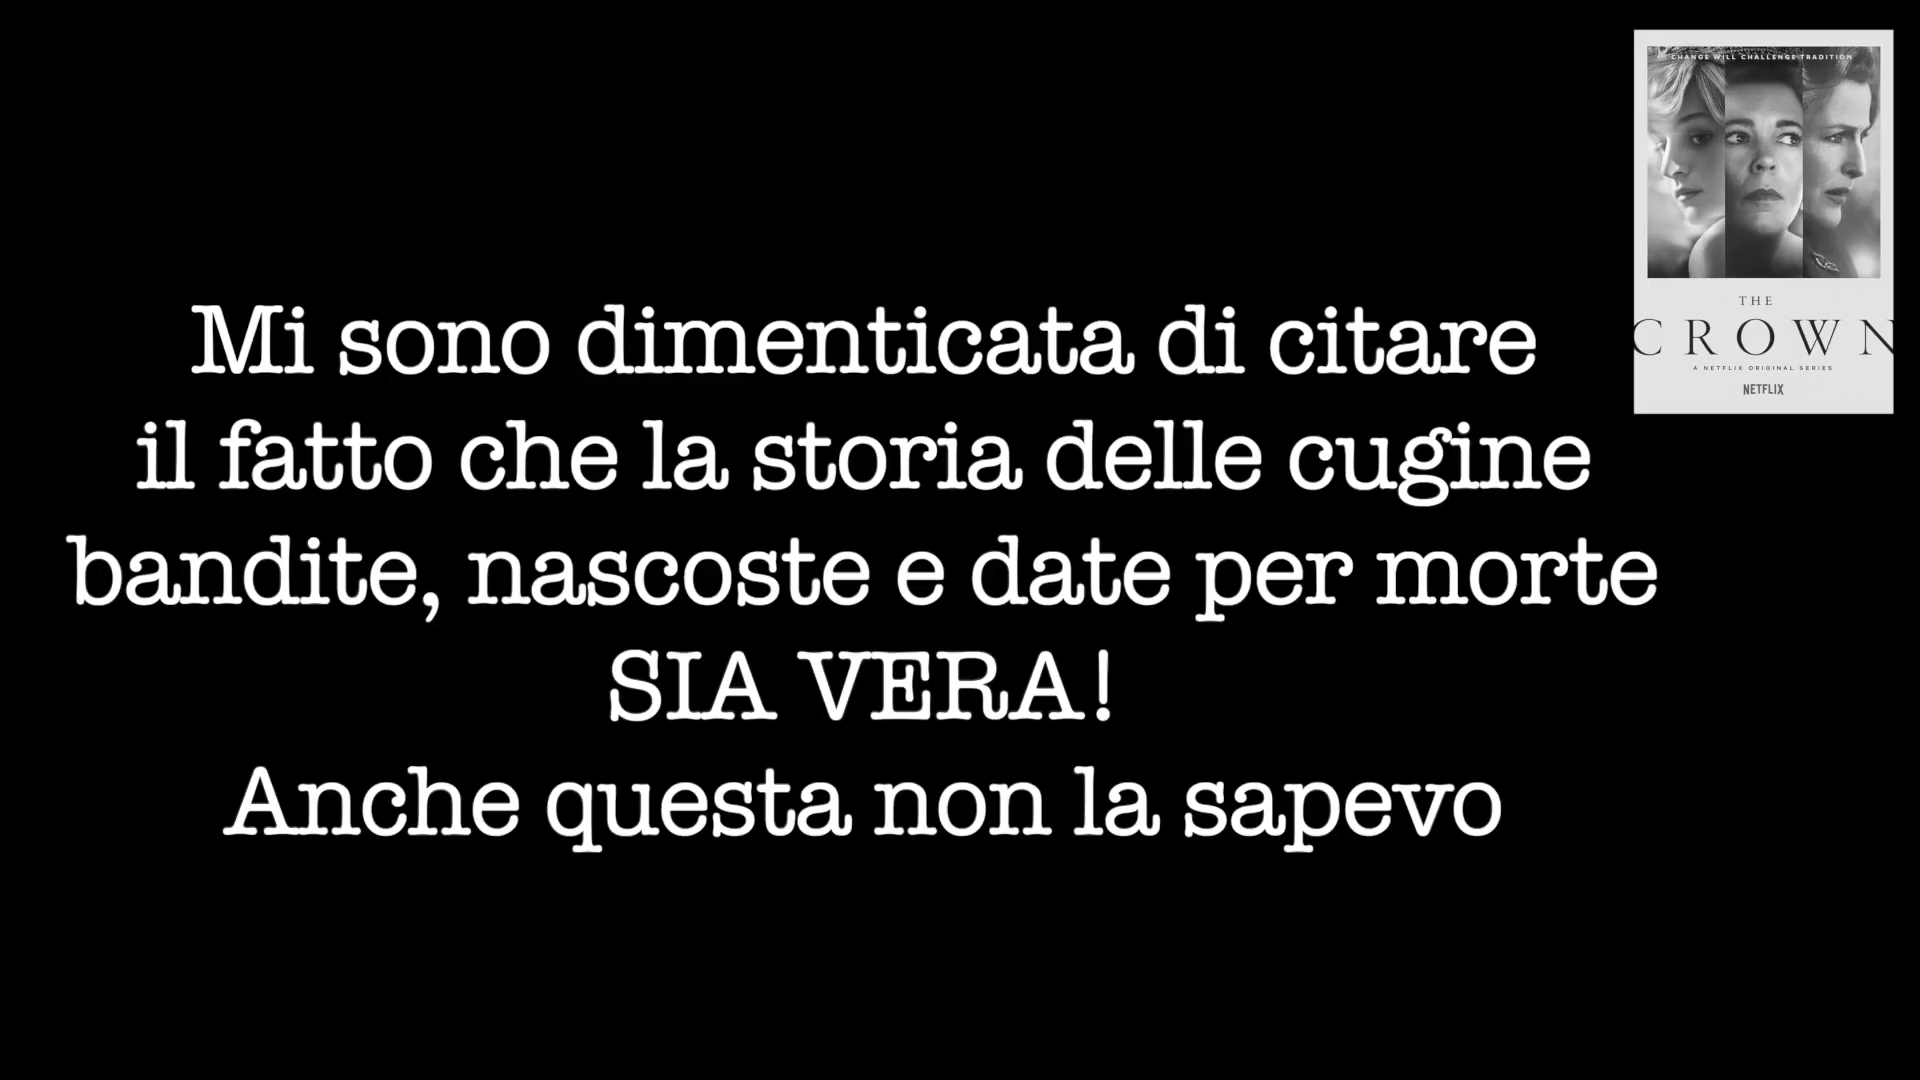 CHANGE WILL CHALLENGE TRADITION
THE
CROWN
A NETFLIX ORIGINAL SERIES
NETFLIX
Mi sono dimenticata di citare
il fatto che la storia delle cugine
bandite, nascoste e date per morte
SIA VERA!
Anche questa non la sapevo